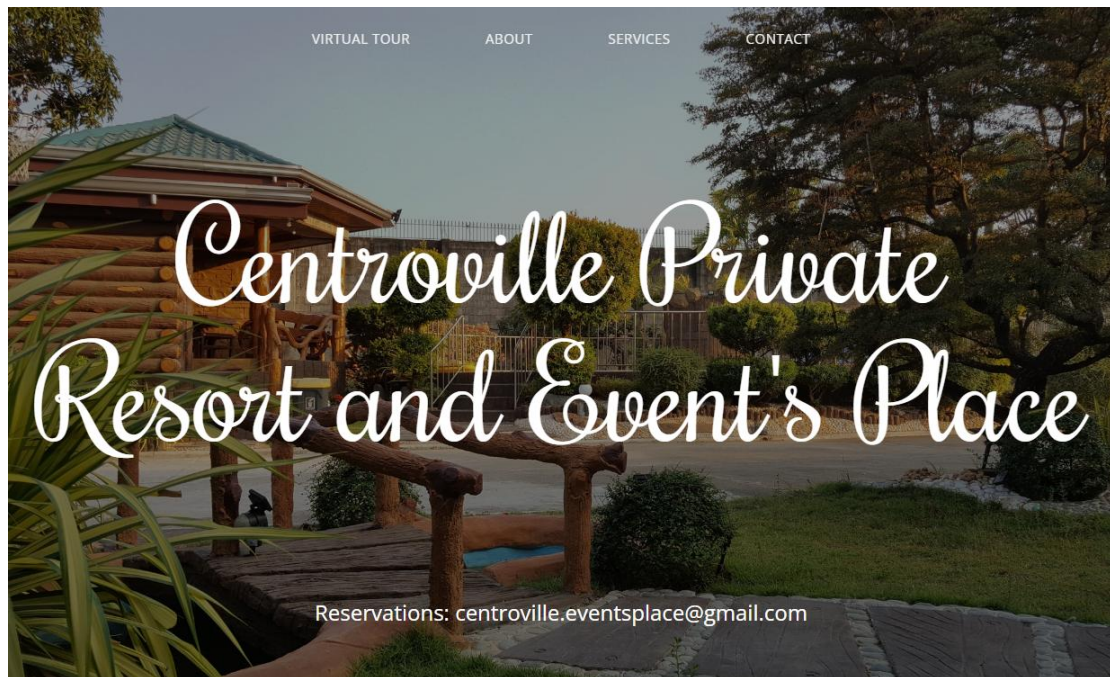 VIRTUAL TOUR ABOUT SERVICES CONTACT
Centroville Private
Resort and Event's Place
Reservations: centroville.eventsplace@gmail.com